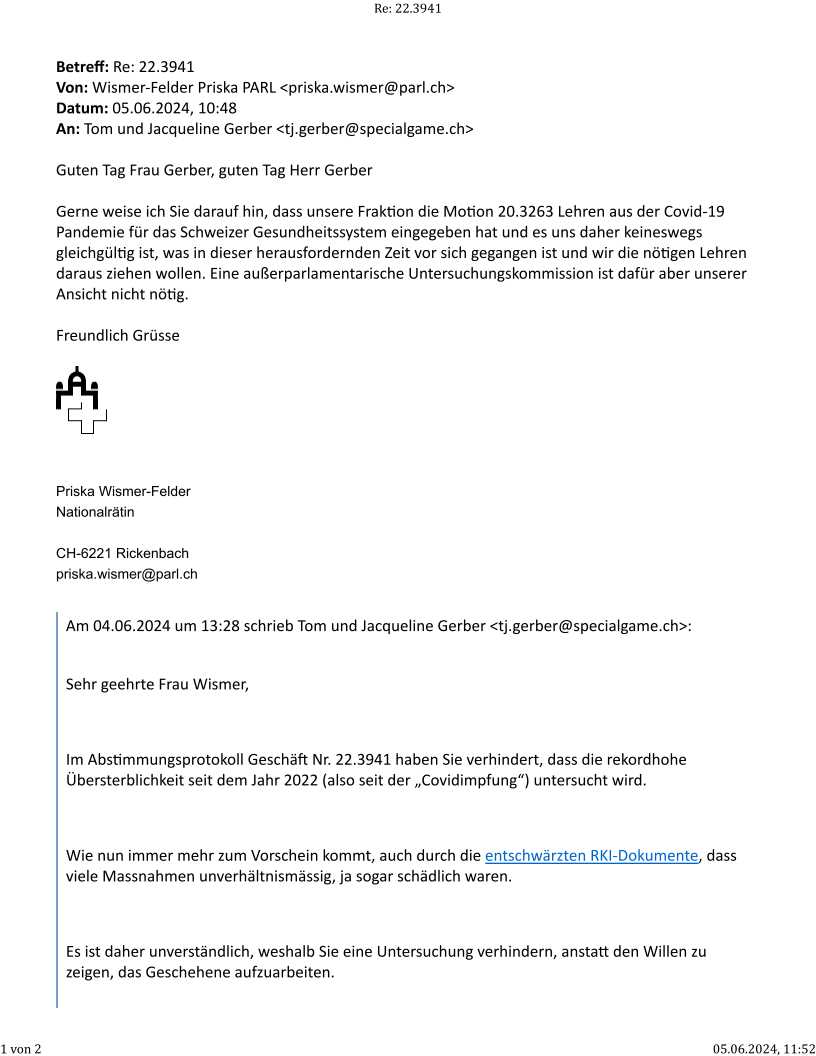 Re: 22.3941
Betreff: Re: 22.3941
Von: Wismer-Felder Priska PARL <priska.wismer@parl.ch>
Datum: 05.06.2024, 10:48
An: Tom und Jacqueline Gerber <tj.gerber@specialgame.ch>
Guten Tag Frau Gerber, guten Tag Herr Gerber
Gerne weise ich Sie darauf hin, dass unsere Fraktion die Motion 20.3263 Lehren aus der Covid-19
Pandemie für das Schweizer Gesundheitssystem eingegeben hat und es uns daher keineswegs
gleichgültig ist, was in dieser herausfordernden Zeit vor sich gegangen ist und wir die nötigen Lehren
daraus ziehen wollen. Eine außerparlamentarische Untersuchungskommission ist dafür aber unserer
Ansicht nicht nötig.
Freundlich Grüsse
Priska Wismer-Felder
Nationalrätin
CH-6221 Rickenbach
priska.wismer@parl.ch
Am 04.06.2024 um 13:28 schrieb Tom und Jacqueline Gerber <tj.gerber@specialgame.ch>:
Sehr geehrte Frau Wismer,
Im Abstimmungsprotokoll Geschäft Nr. 22.3941 haben Sie verhindert, dass die rekordhohe
Übersterblichkeit seit dem Jahr 2022 (also seit der „Covidimpfung“) untersucht wird.
Wie nun immer mehr zum Vorschein kommt, auch durch die entschwärzten RKI-Dokumente, dass
viele Massnahmen unverhältnismässig, ja sogar schädlich waren.
Es ist daher unverständlich, weshalb Sie eine Untersuchung verhindern, anstatt den Willen zu
zeigen, das Geschehene aufzuarbeiten.
1 von 2
05.06.2024, 11:52